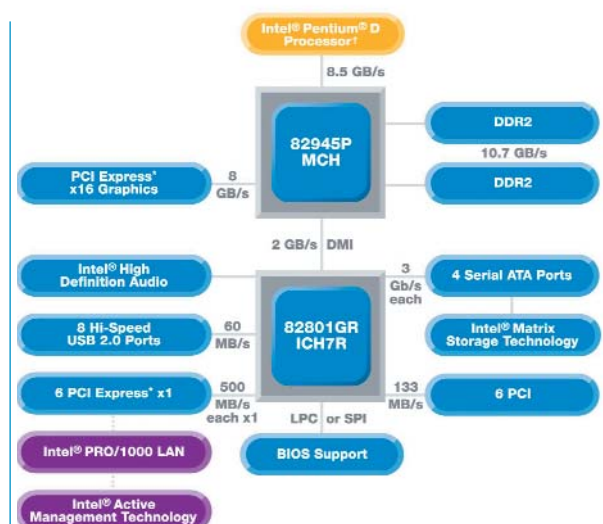 Intel® Pentium® D
Processor†
8.5 GB/s
82945P
MCH
DDR2
10.7 GB/s
DDR2
PCI Express*
x16 Graphics
8
GB/s
2 GB/s DMI
Intel® High
Definition Audio
3
Gb/s
each
4 Serial ATA Ports
82801GR
ICH7R
8 Hi-Speed
USB 2.0 Ports
60
MB/s
Intel® Matrix
Storage Technology
6 PCI Express* x1
500
MB/s
each x1
133
MB/s
6 PCI
LPC or SPI
BIOS Support
Intel® PRO/1000 LAN
Intel® Active
Management Technology